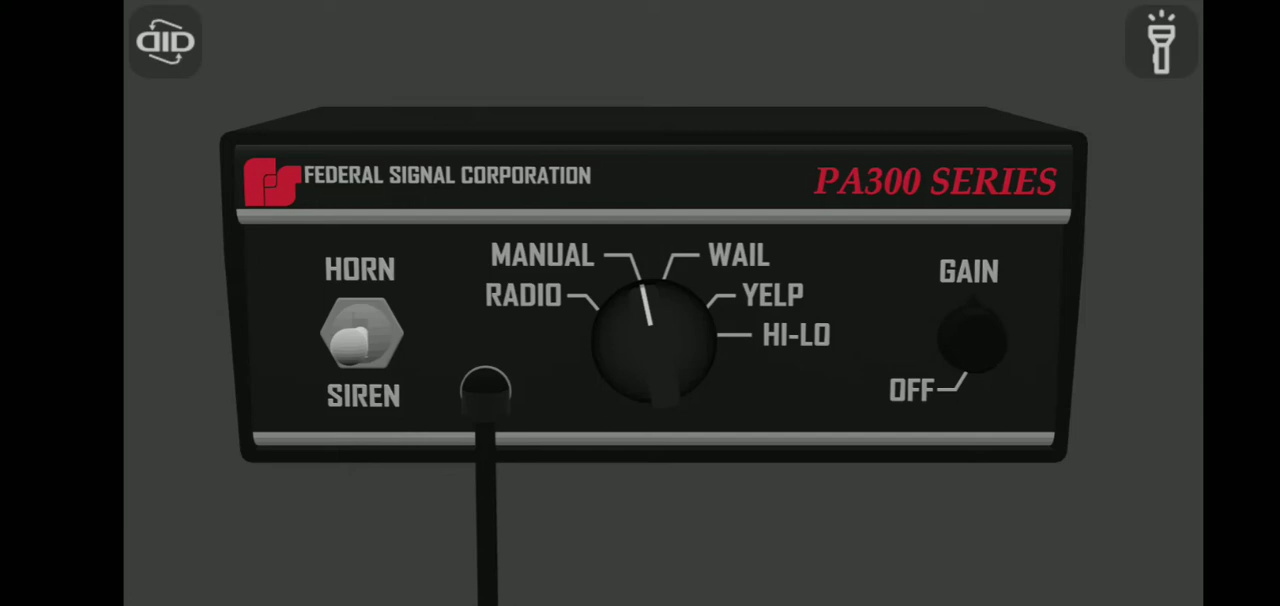 FEDERAL SIGNAL CORPORATION
PA300 SERIES
HORN
SIREN
MANUAL
RADIO
WAIL
YELP
HI-LO
GAIN
OFF